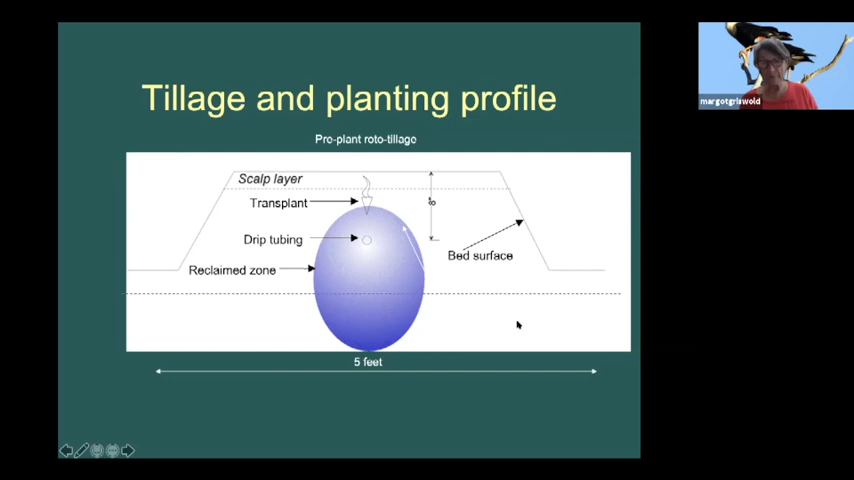 Tillage and planting profile
Pro-plant roto-tillage
Scalp layer
Transplant
8
Drip tubing
Bed surface
Reclaimed zone
5 feet
margotgriswold